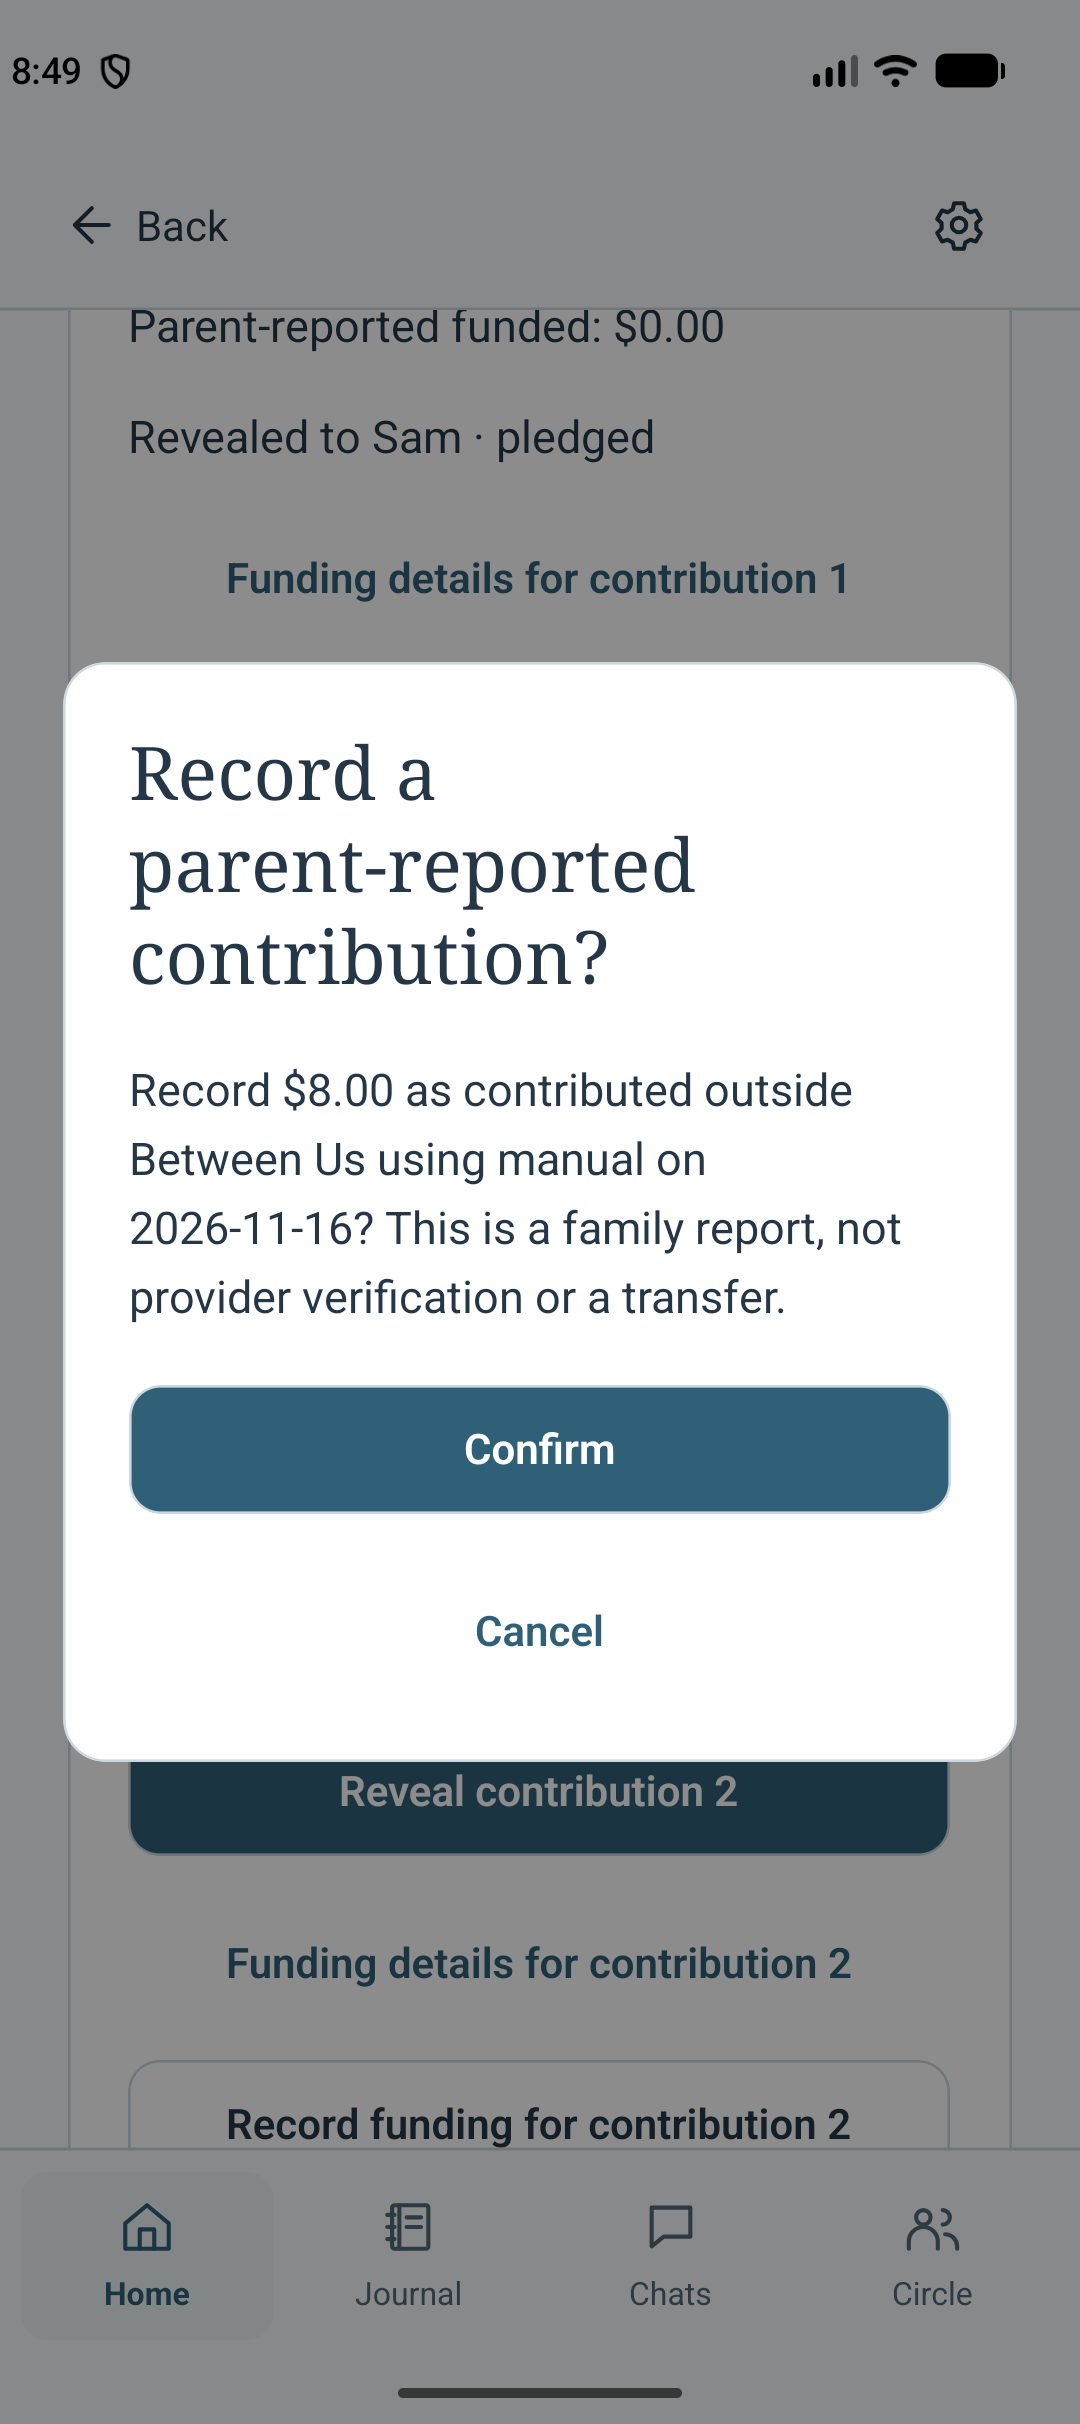 8:49
Back
Parent-reported funded: $0.00
Revealed to Sam · pledged
Funding details for contribution 1
Record a
parent-reported
contribution?
Record $8.00 as contributed outside
Between Us using manual on
2026-11-16? This is a family report, not
provider verification or a transfer.
Confirm
Cancel
Reveal contribution 2
Funding details for contribution 2
Record funding for contribution 2
Home
Journal
Chats
Circle